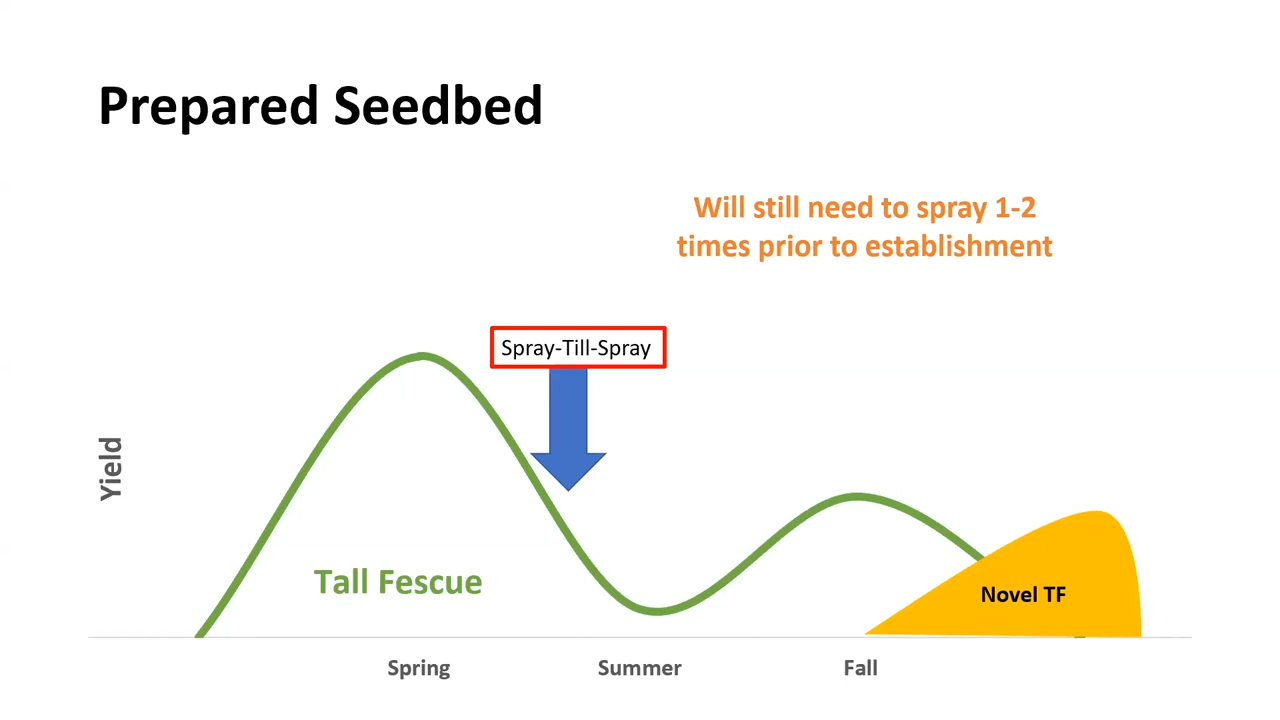 Prepared Seedbed
Will still need to spray 1-2
times prior to establishment
Spray-Till-Spray
Yield
Tall Fescue
Novel TF
Spring
Summer
Fall